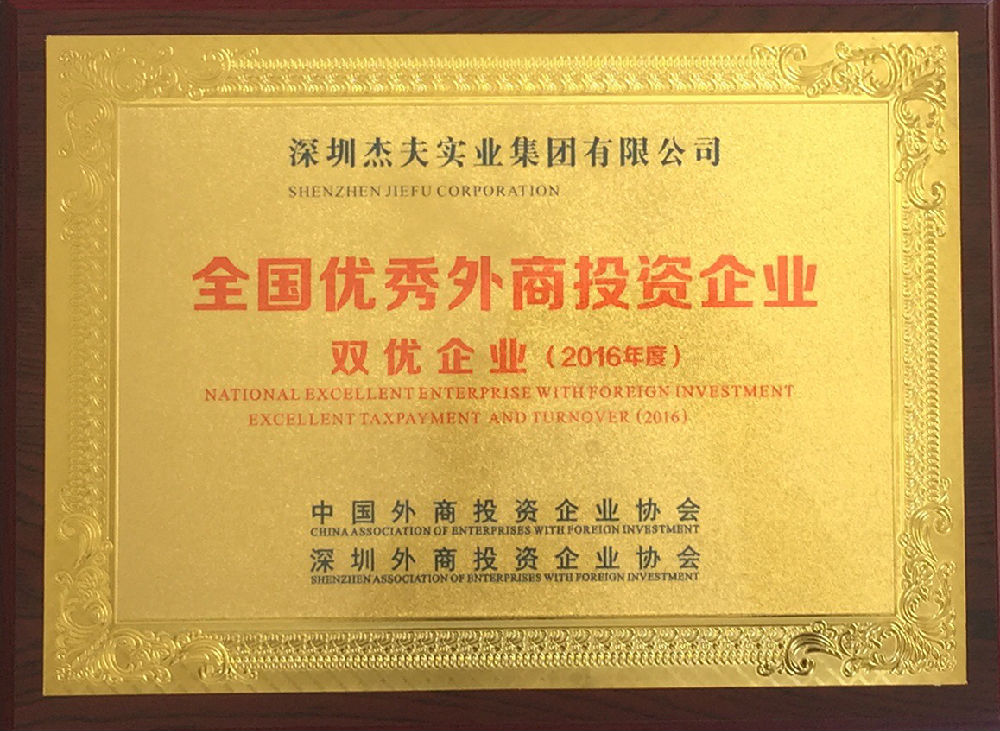 深圳杰夫实业集团有限公司
SHENZHEN JIEFU CORPORATION
全国优秀外商投资企业
双优企业（2016年度）
NATIONAL EXCELLENT ENTERPRISE WITH FOREIGN INVESTMENT
EXCELLENT TAXPAYMENT AND TURNOVER (2016)
中国外商投资企业协会
CHINA ASSOCIATION OF ENTERPRISES WITH FOREIGN INVESTMENT
深圳外商投资企业协会
SHENZHEN ASSOCIATION OF ENTERPRISES WITH FOREIGN INVESTMENT